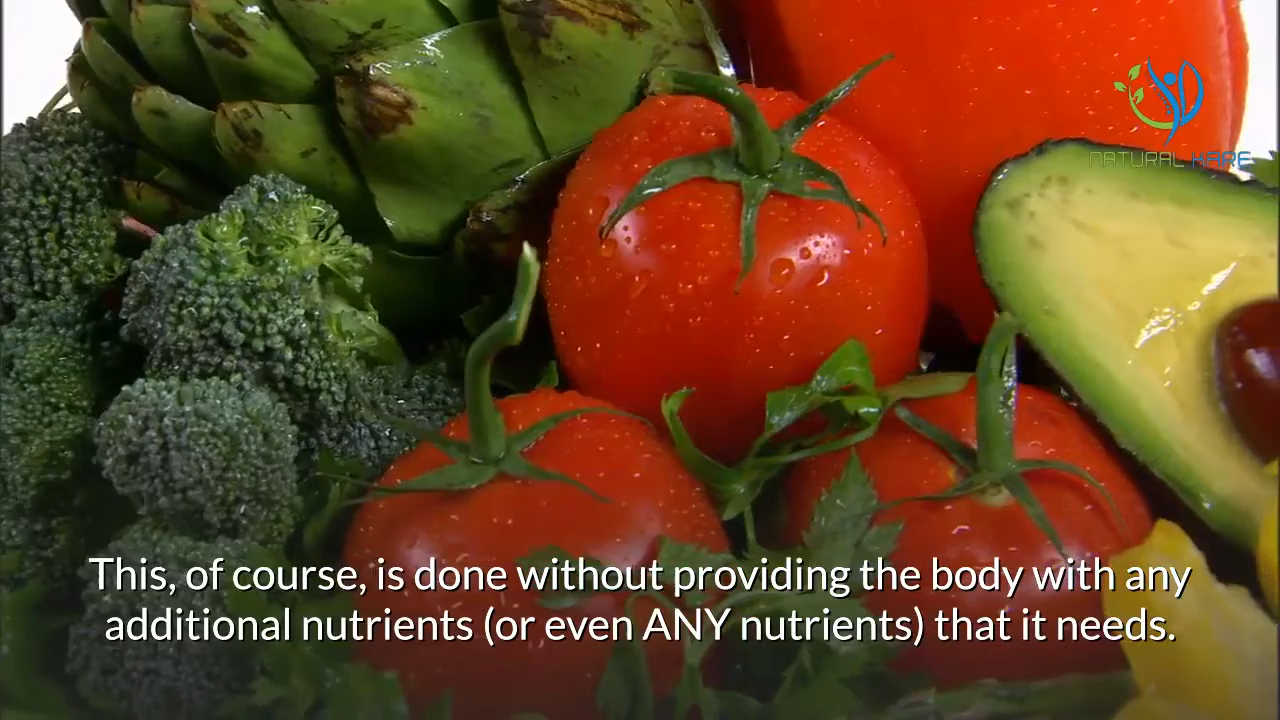 NATURAL KARE
This, of course, is done without providing the body with any
additional nutrients (or even ANY nutrients) that it needs.